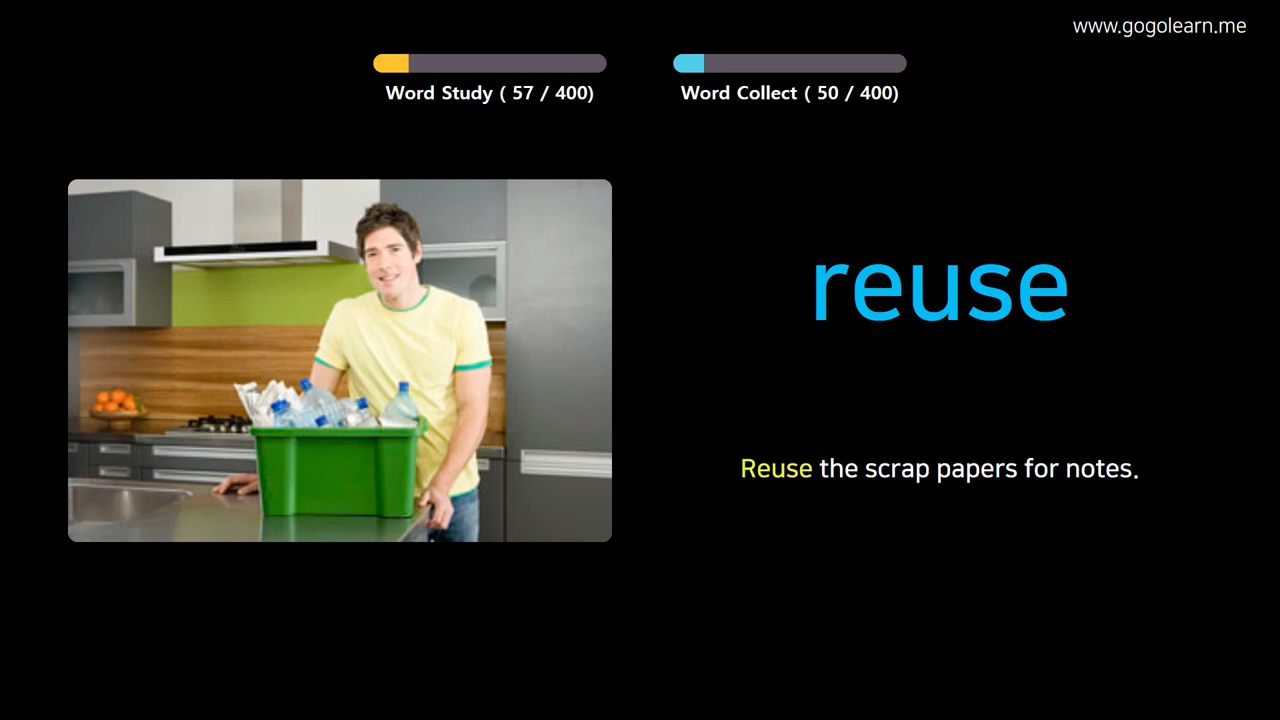 www.gogolearn.me
Word Study ( 57 / 400)
Word Collect ( 50 / 400)
reuse
Reuse the scrap papers for notes.